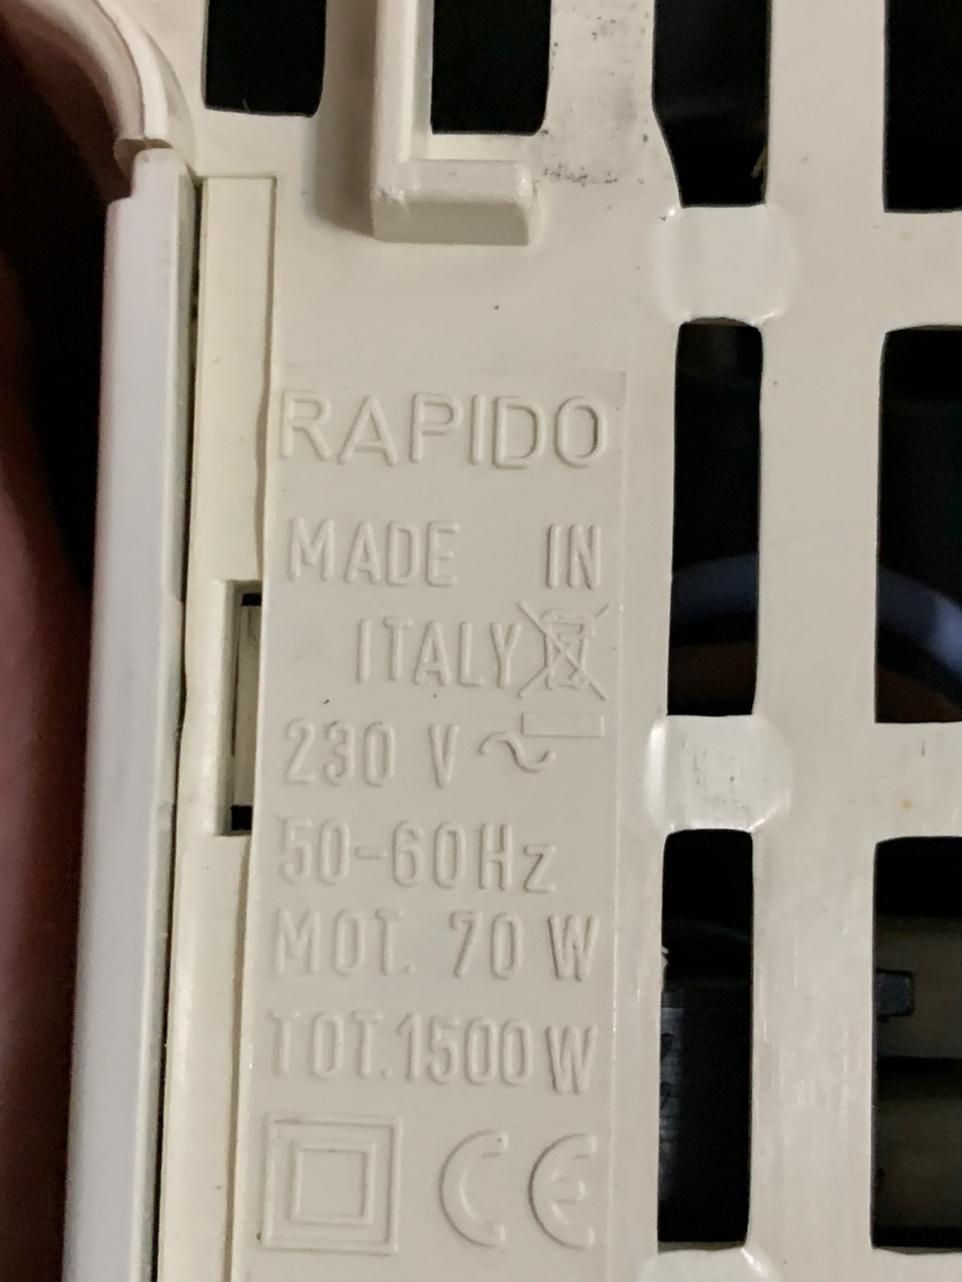 RAPIDO
MADE IN
ITALY
230 V ~
50-60Hz
MOT. 70 W
TOT. 1500 W
CE